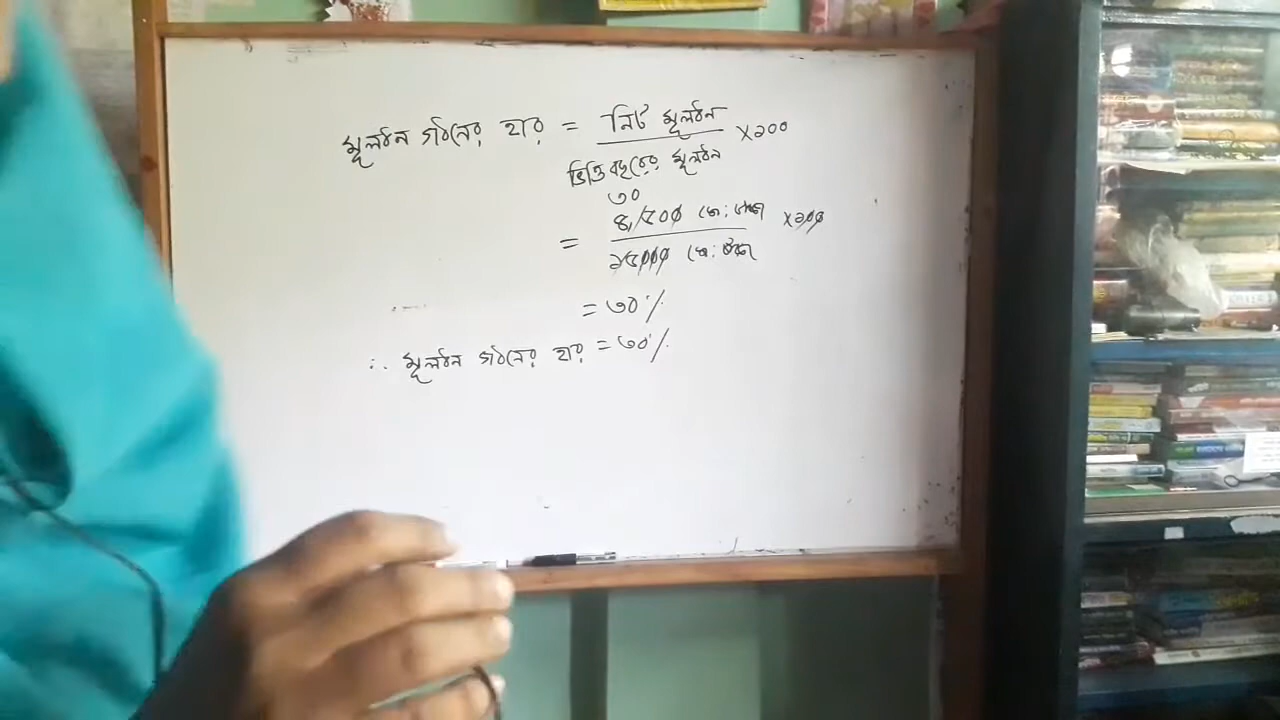 মূলধন গঠনের হার = নিট মূলধন / ভিত্তি বছরের মূলধন ×১০০
৩০
= ৪,৫০০ কো: টাকা / ১৫০০০ কো: টাকা ×১০০
= ৩০%
∴ মূলধন গঠনের হার = ৩০%